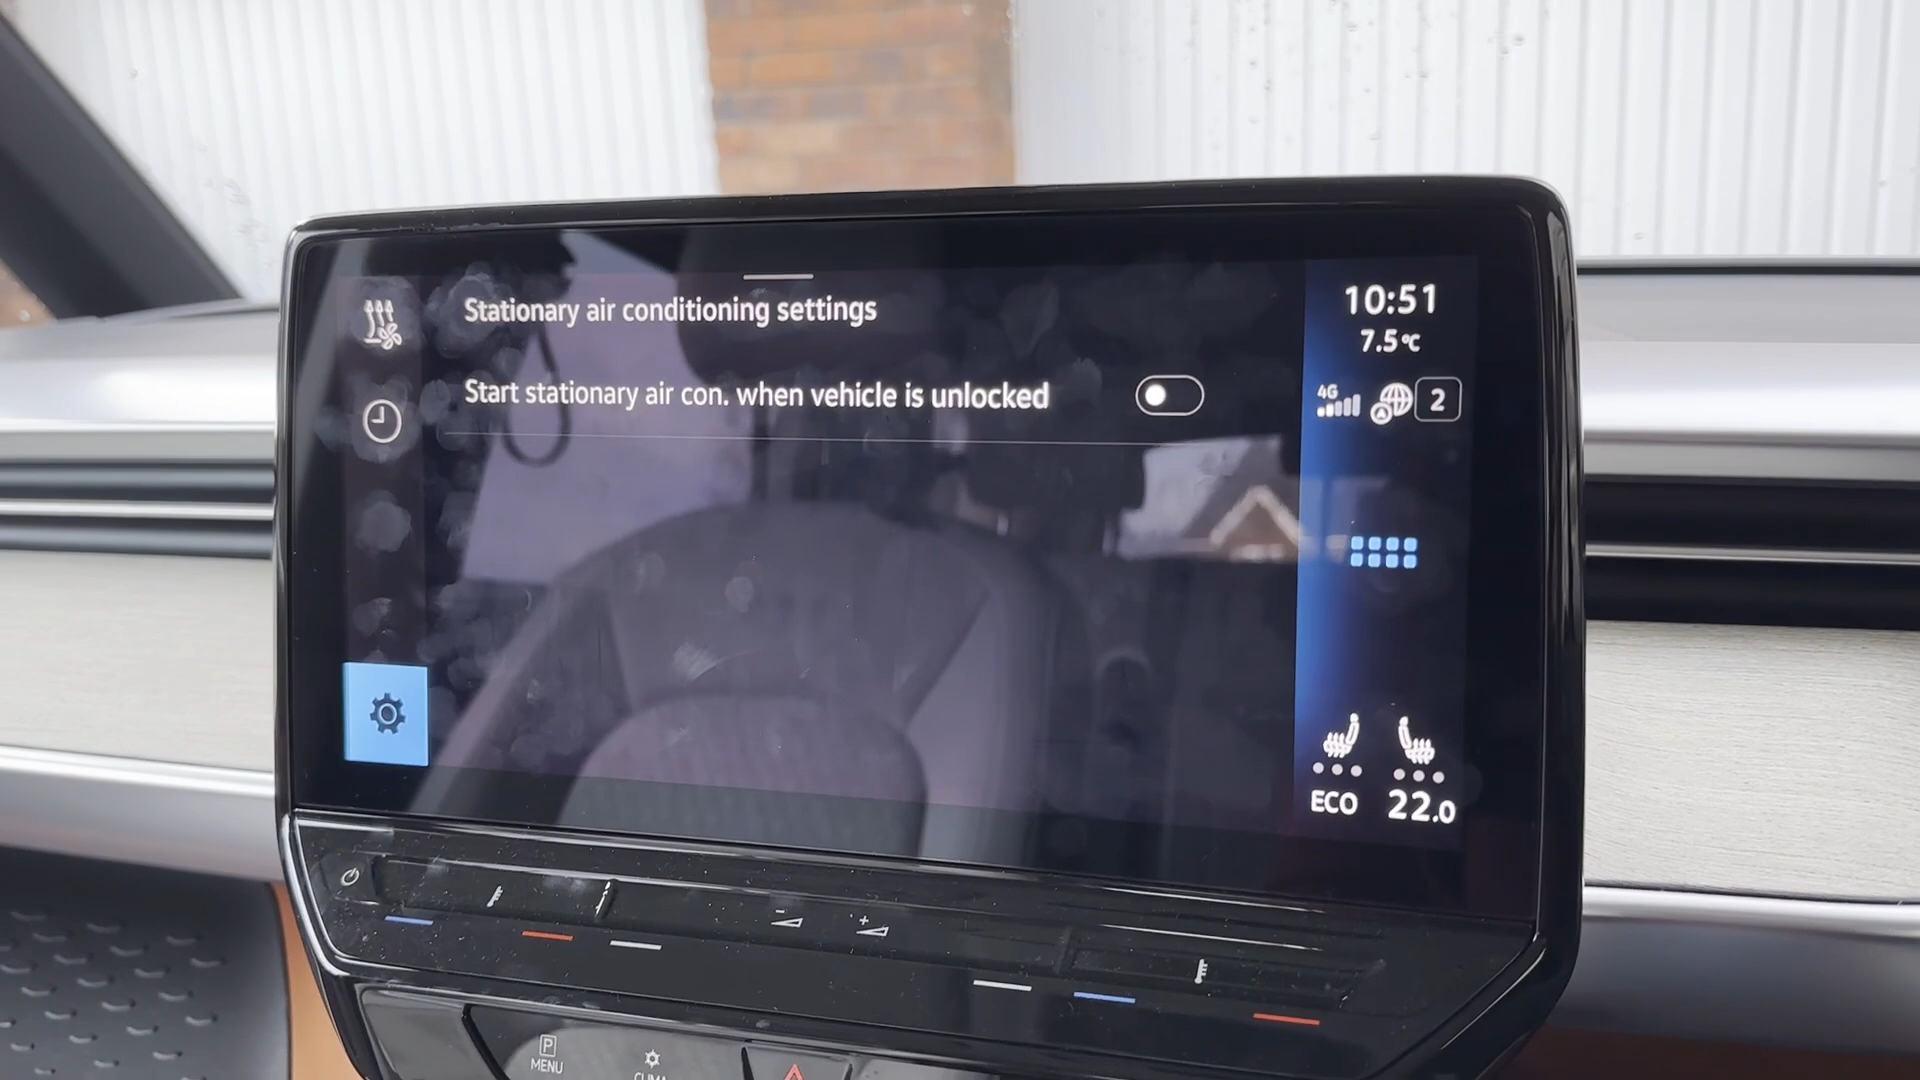 Stationary air conditioning settings
10:51
7.5°C
Start stationary air con. when vehicle is unlocked
4G
2
ECO
22.0
P
MENU